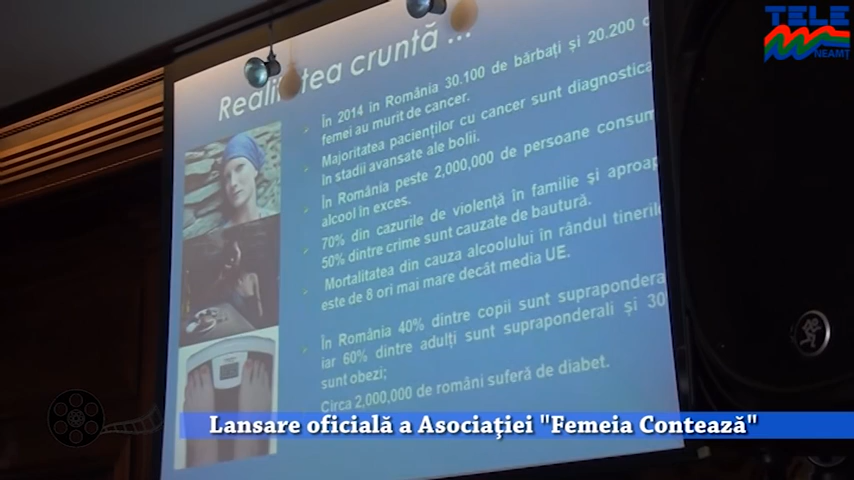 TELE
NEAMȚ
Realitatea cruntă ...
În 2014 în România 30.100 de bărbați și 20.200 d
femei au murit de cancer.
Majoritatea pacienților cu cancer sunt diagnostica
în stadii avansate ale bolii.
În România peste 2,000,000 de persoane consum
alcool în exces.
70% din cazurile de violență în familie şi aproap
50% dintre crime sunt cauzate de bautură.
Mortalitatea din cauza alcoolului în rândul tineril
este de 8 ori mai mare decât media UE.
În România 40% dintre copii sunt supraponderal
iar 60% dintre adulți sunt supraponderali și 30
sunt obezi;
Circa 2,000,000 de români suferă de diabet.
Lansare oficială a Asociaţiei "Femeia Contează"